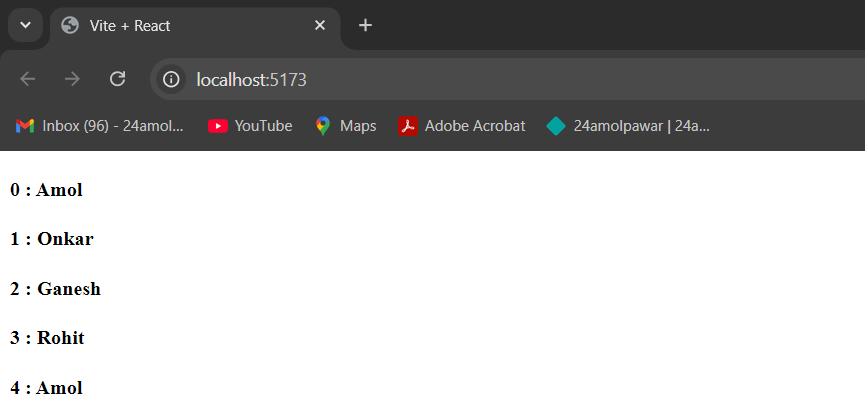 Vite + React
localhost:5173
Inbox (96) - 24amol... YouTube Maps Adobe Acrobat 24amolpawar | 24a...
0 : Amol
1 : Onkar
2 : Ganesh
3 : Rohit
4 : Amol